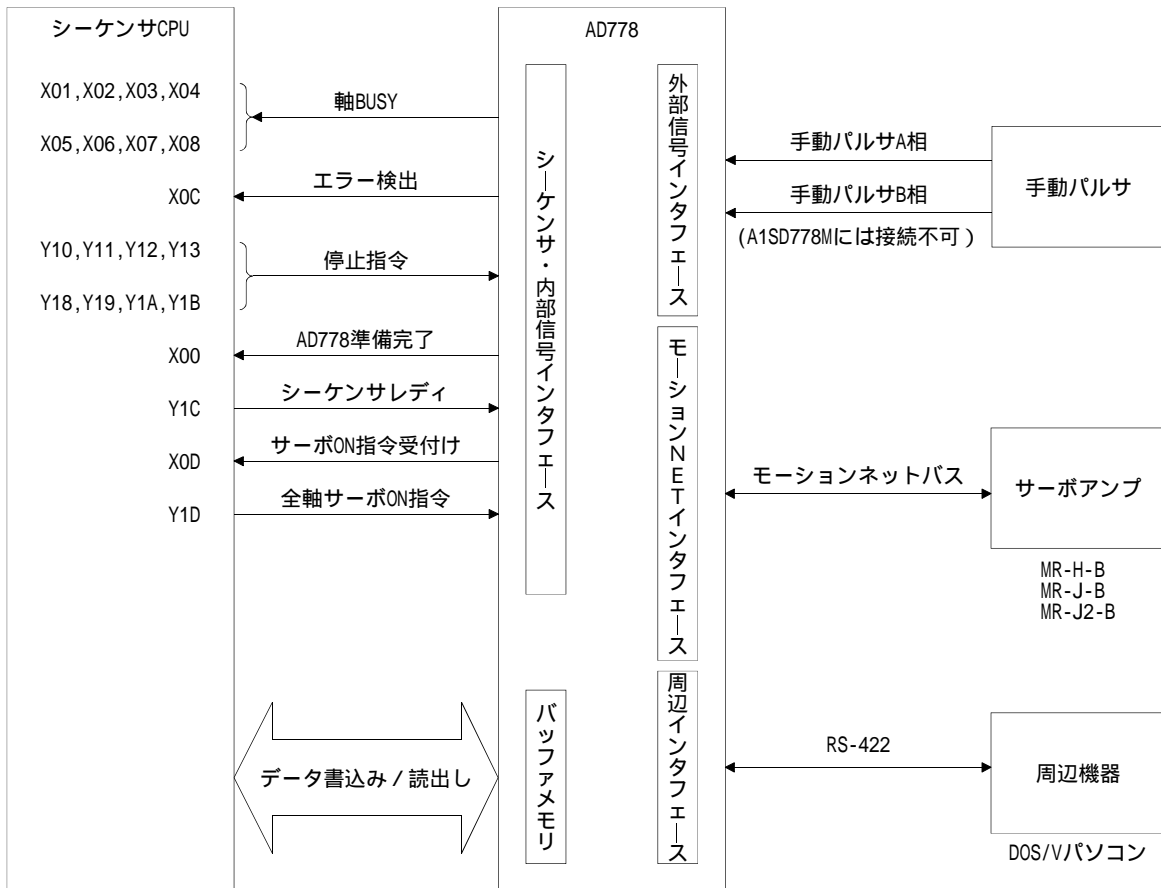 シーケンサCPU
AD778
X01,X02,X03,X04
X05,X06,X07,X08
軸BUSY
X0C
エラー検出
Y10,Y11,Y12,Y13
Y18,Y19,Y1A,Y1B
停止指令
X00
AD778準備完了
Y1C
シーケンサレディ
X0D
サーボON指令受付け
Y1D
全軸サーボON指令
データ書込み/読出し
シーケンサ・内部信号インタフェース
バッファメモリ
外部信号インタフェース
モーションNETインタフェース
周辺インタフェース
手動パルサA相
手動パルサB相
(A1SD778Mには接続不可)
手動パルサ
モーションネットバス
サーボアンプ
MR-H-B
MR-J-B
MR-J2-B
RS-422
周辺機器
DOS/Vパソコン